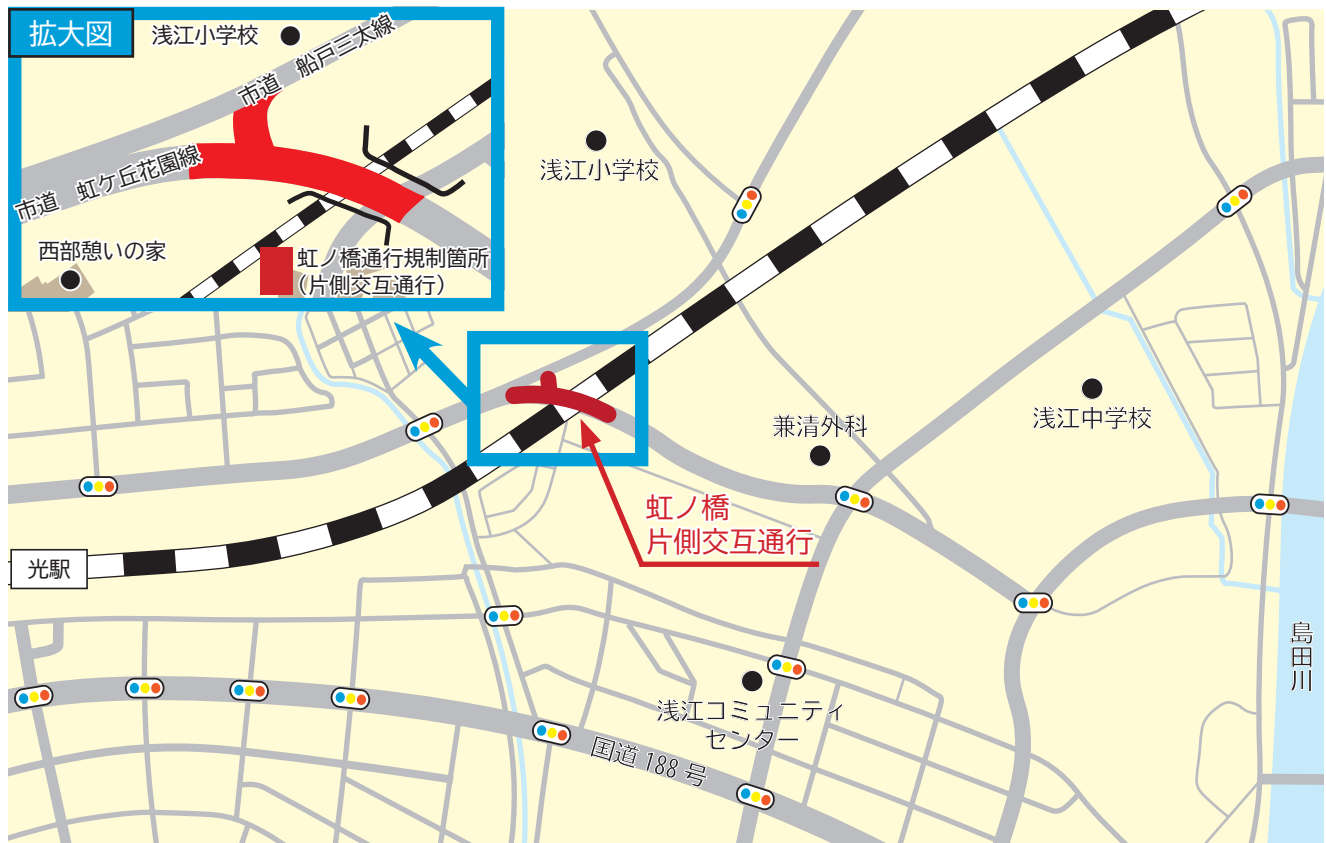 拡大図
浅江小学校
市道　船戸三太線
市道　虹ケ丘花園線
西部憩いの家
虹ノ橋通行規制箇所
（片側交互通行）
浅江小学校
兼清外科
浅江中学校
虹ノ橋
片側交互通行
光駅
島田川
浅江コミュニティ
センター
国道 188 号